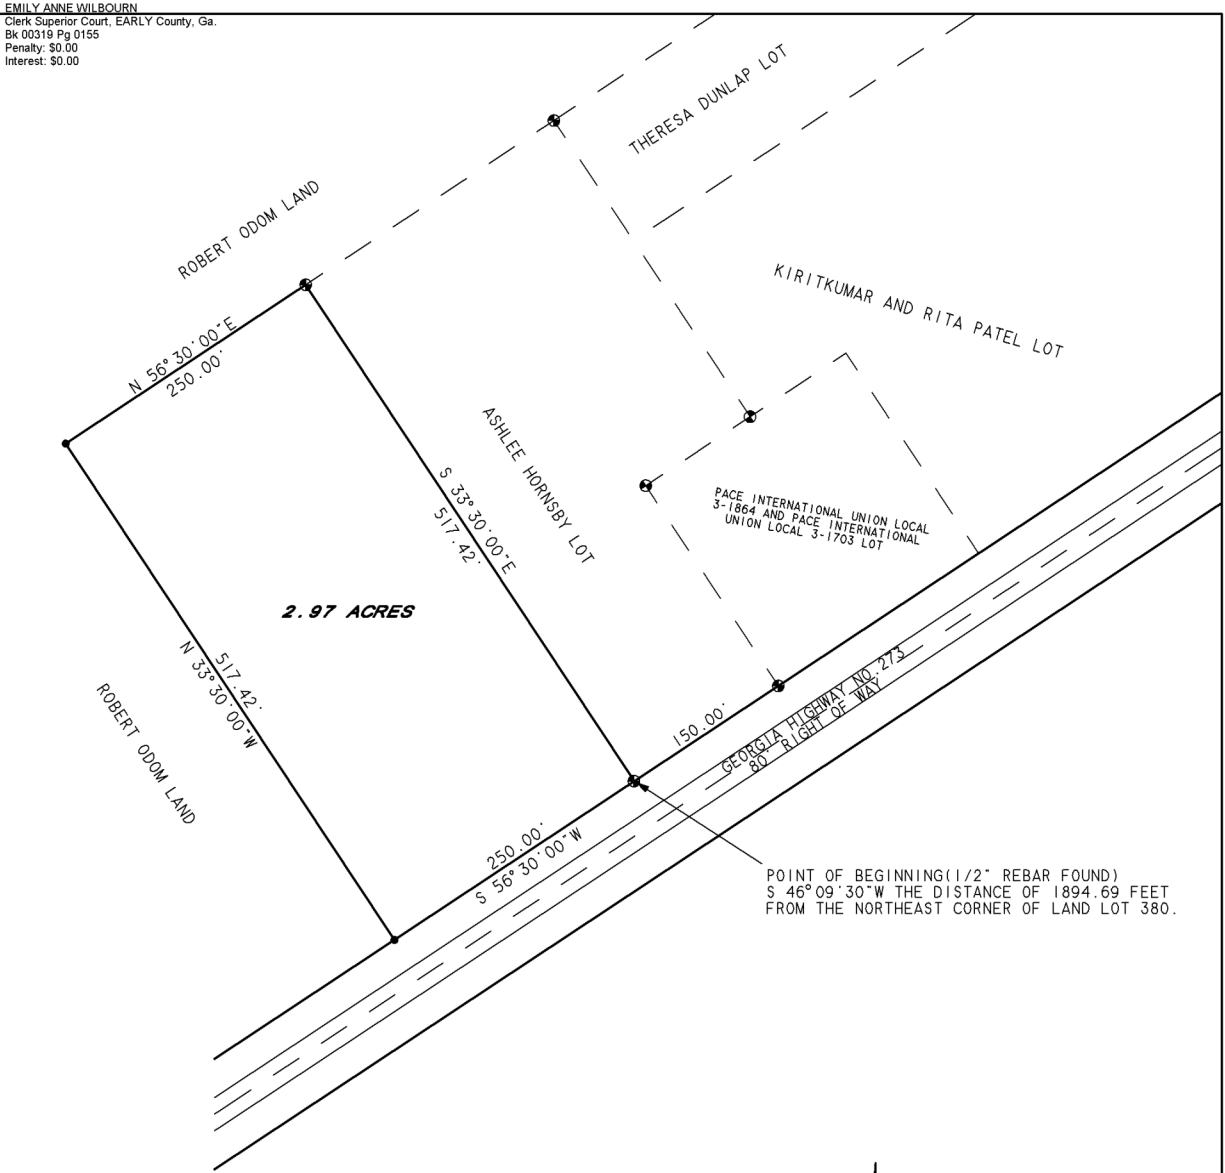 EMILY ANNE WILBOURN
Clerk Superior Court, EARLY County, Ga.
Bk 00319 Pg 0155
Penalty: $0.00
Interest: $0.00
THERESA DUNLAP LOT
ROBERT ODOM LAND
KIRITKUMAR AND RITA PATEL LOT
N 56°30'00"E
250.00'
ASHLEE HORNSBY LOT
S 33°30'00"E
517.42'
PACE INTERNATIONAL UNION LOCAL
3-1864 AND PACE INTERNATIONAL
UNION LOCAL 3-1703 LOT
2.97 ACRES
517.42'
N 33°30'00"W
ROBERT ODOM LAND
150.00'
GEORGIA HIGHWAY NO.273
80' RIGHT OF WAY
250.00'
S 56°30'00"W
POINT OF BEGINNING(1/2" REBAR FOUND)
S 46°09'30"W THE DISTANCE OF 1894.69 FEET
FROM THE NORTHEAST CORNER OF LAND LOT 380.